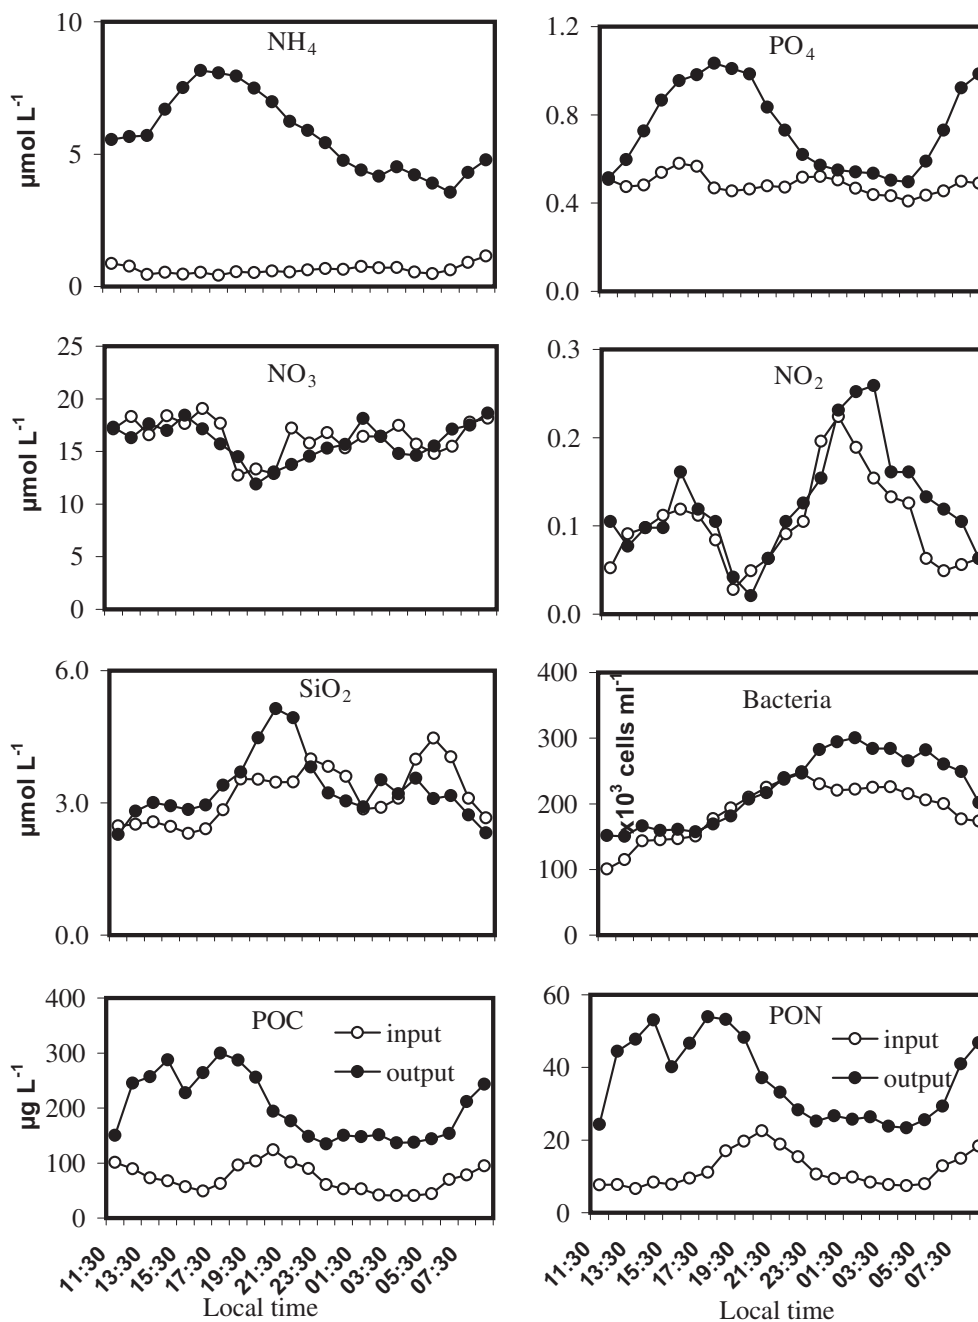 NH4
µmol L-1
10
5
0
PO4
1.2
0.8
0.4
0.0
NO3
µmol L-1
25
20
15
10
5
0
NO2
0.3
0.2
0.1
0.0
SiO2
µmol L-1
6.0
3.0
0.0
Bacteria
x10³ cells ml-1
400
300
200
100
0
POC
µg L-1
400
300
200
100
0
input
output
11:30
13:30
15:30
17:30
19:30
21:30
23:30
01:30
03:30
05:30
07:30
Local time
PON
60
40
20
0
input
output
11:30
13:30
15:30
17:30
19:30
21:30
23:30
01:30
03:30
05:30
07:30
Local time